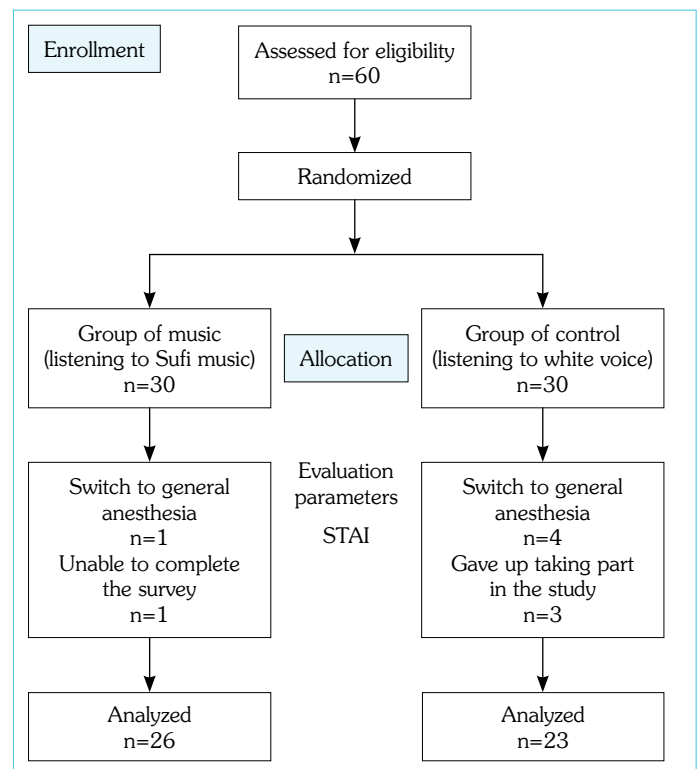 Enrollment
Assessed for eligibility
n=60
Randomized
Group of music
(listening to Sufi music)
n=30
Allocation
Group of control
(listening to white voice)
n=30
Switch to general
anesthesia
n=1
Unable to complete
the survey
n=1
Evaluation
parameters
STAI
Switch to general
anesthesia
n=4
Gave up taking part
in the study
n=3
Analyzed
n=26
Analyzed
n=23